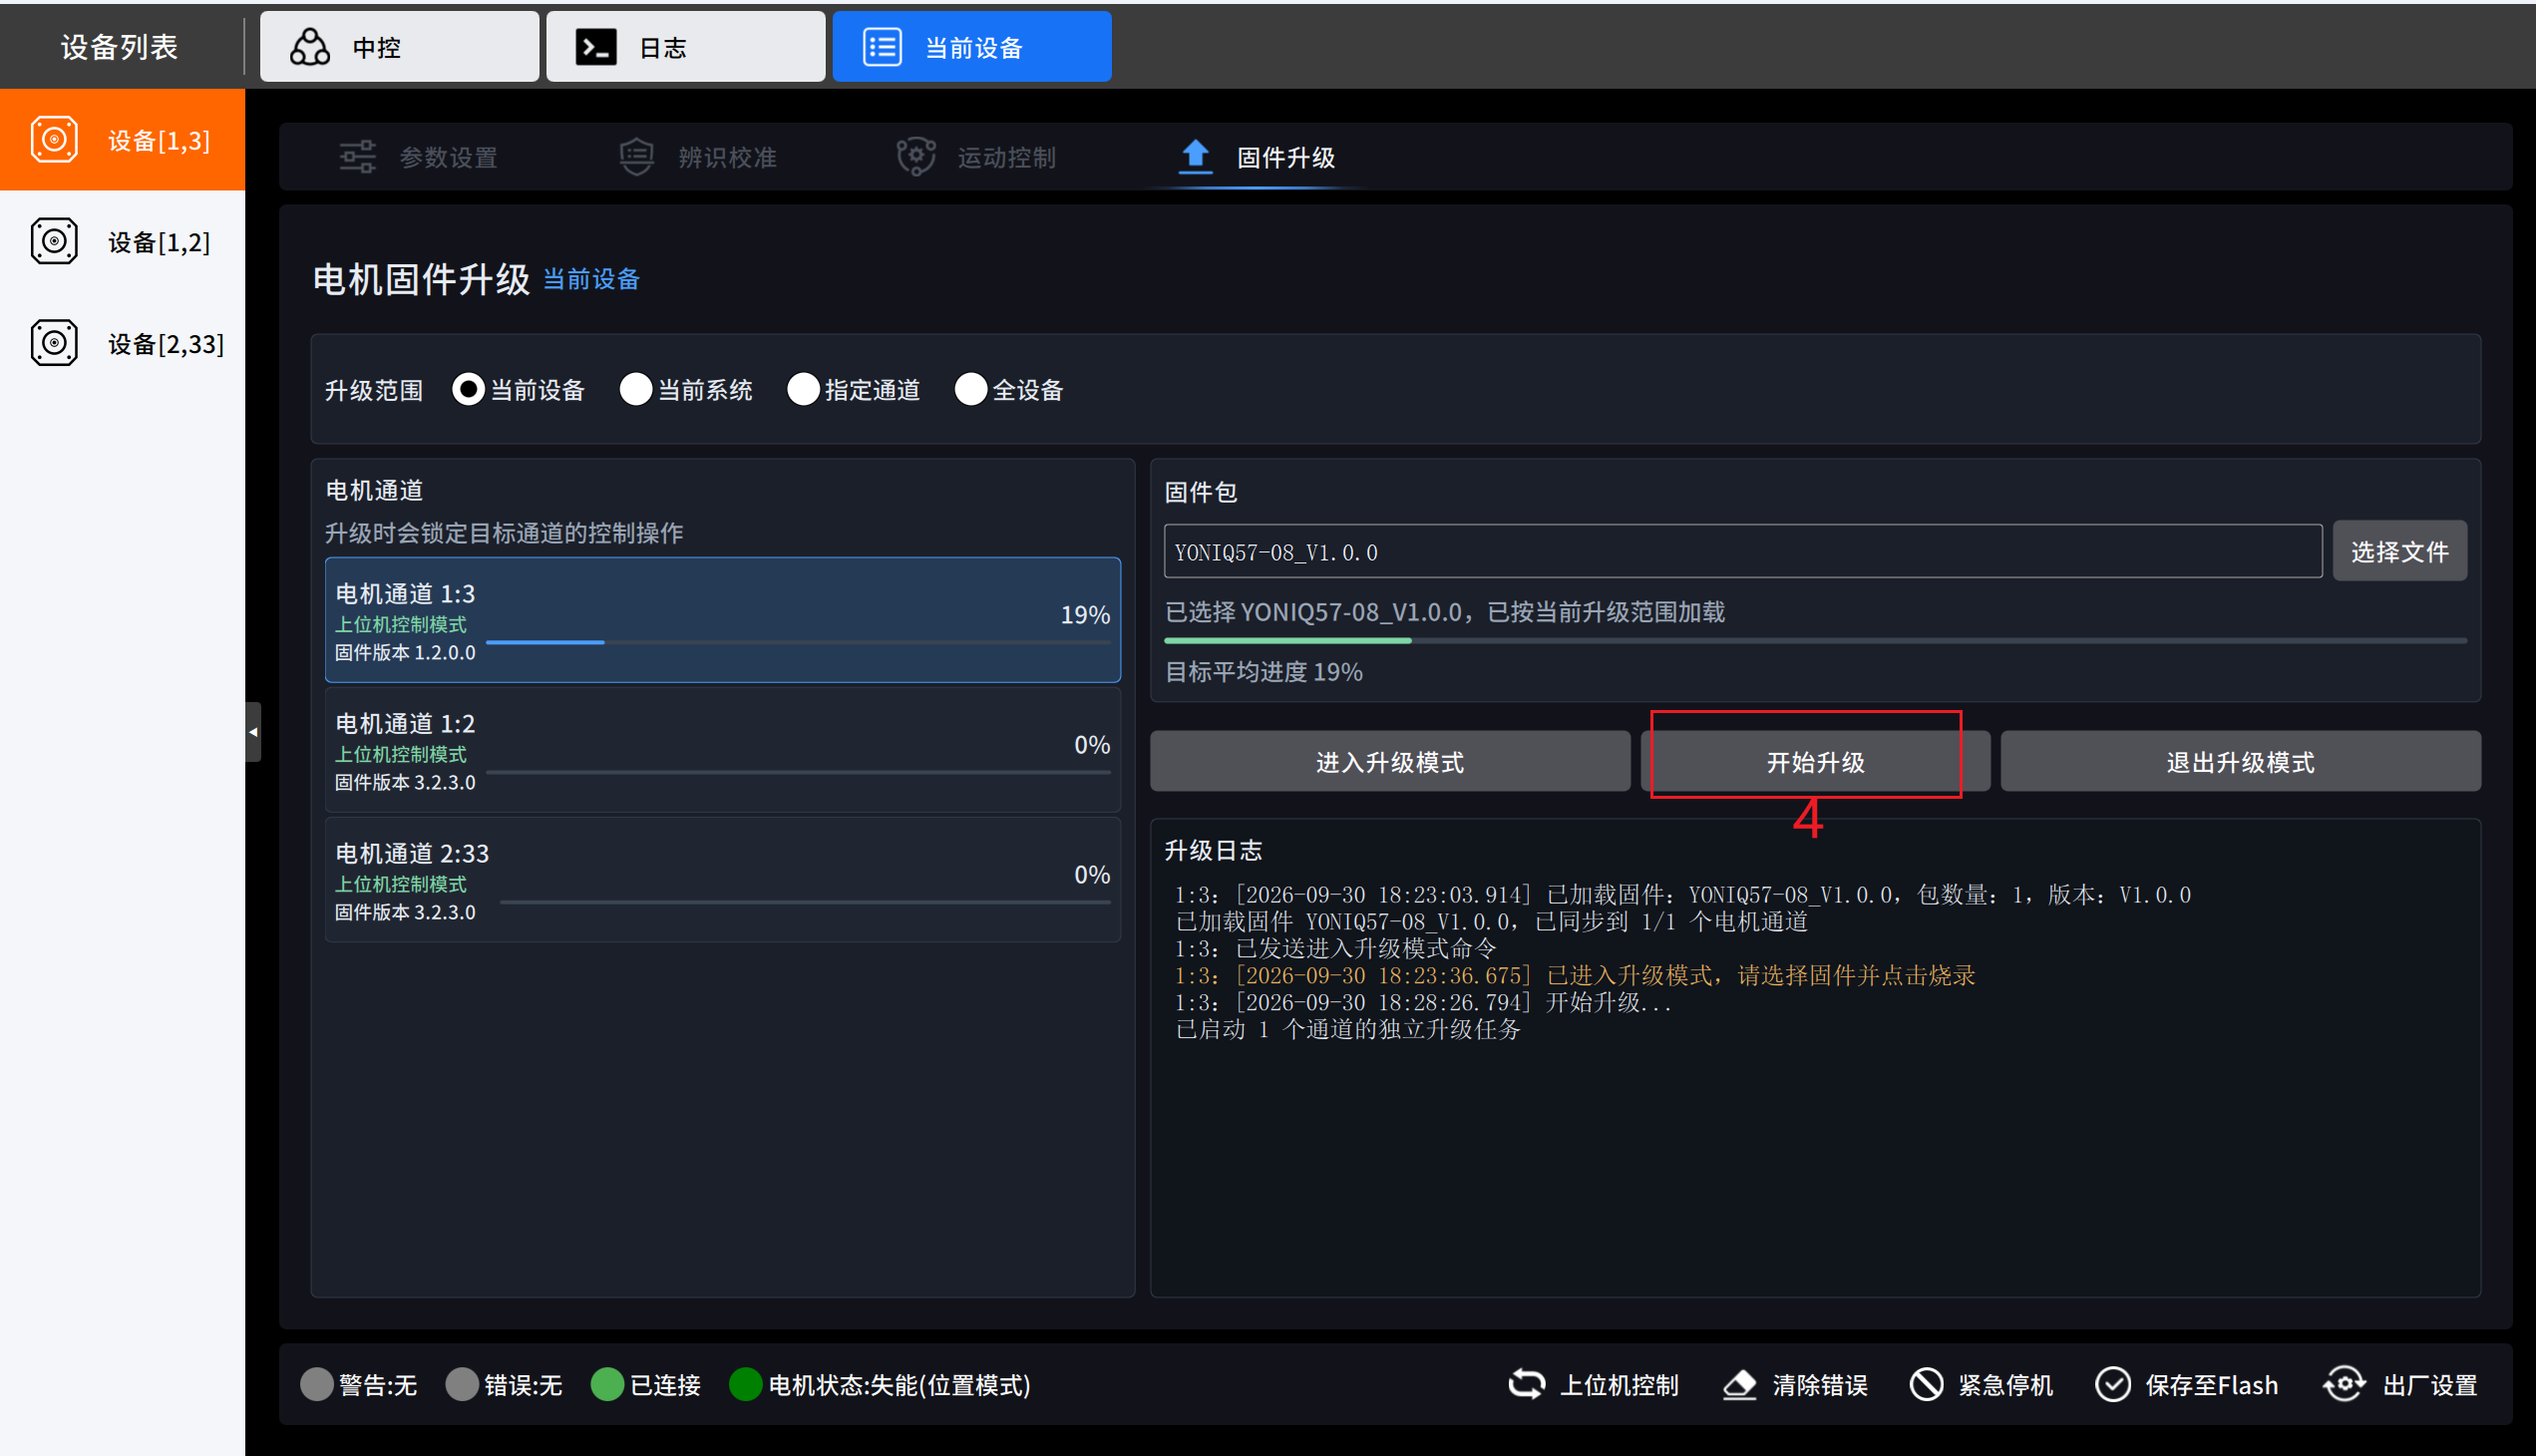 设备列表
中控
日志
当前设备
设备[1,3]
设备[1,2]
设备[2,33]
参数设置
辨识校准
运动控制
固件升级
电机固件升级 当前设备
升级范围 当前设备 当前系统 指定通道 全设备
电机通道
升级时会锁定目标通道的控制操作
电机通道 1:3
上位机控制模式
固件版本 1.2.0.0
19%
电机通道 1:2
上位机控制模式
固件版本 3.2.3.0
0%
电机通道 2:33
上位机控制模式
固件版本 3.2.3.0
0%
固件包
YONIQ57-08_V1.0.0
选择文件
已选择 YONIQ57-08_V1.0.0，已按当前升级范围加载
目标平均进度 19%
进入升级模式
开始升级
退出升级模式
4
升级日志
1:3: [2026-09-30 18:23:03.914] 已加载固件: YONIQ57-08_V1.0.0, 包数量: 1, 版本: V1.0.0
已加载固件 YONIQ57-08_V1.0.0，已同步到 1/1 个电机通道
1:3: 已发送进入升级模式命令
1:3: [2026-09-30 18:23:36.675] 已进入升级模式，请选择固件并点击烧录
1:3: [2026-09-30 18:28:26.794] 开始升级...
已启动 1 个通道的独立升级任务
警告:无
错误:无
已连接
电机状态:失能(位置模式)
上位机控制
清除错误
紧急停机
保存至Flash
出厂设置